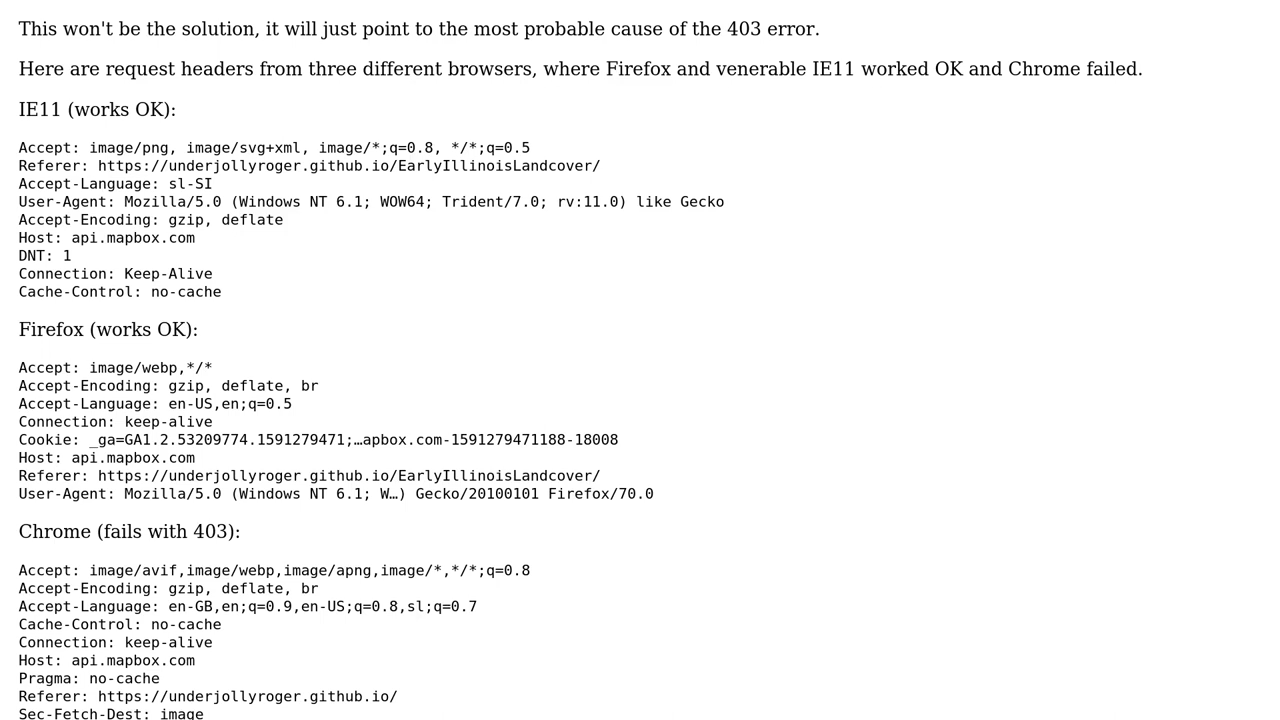 This won't be the solution, it will just point to the most probable cause of the 403 error.
Here are request headers from three different browsers, where Firefox and venerable IE11 worked OK and Chrome failed.
IE11 (works OK):
Accept: image/png, image/svg+xml, image/*;q=0.8, */*;q=0.5
Referer: https://underjollyroger.github.io/EarlyIllinoisLandcover/
Accept-Language: sl-SI
User-Agent: Mozilla/5.0 (Windows NT 6.1; WOW64; Trident/7.0; rv:11.0) like Gecko
Accept-Encoding: gzip, deflate
Host: api.mapbox.com
DNT: 1
Connection: Keep-Alive
Cache-Control: no-cache
Firefox (works OK):
Accept: image/webp,*/*
Accept-Encoding: gzip, deflate, br
Accept-Language: en-US,en;q=0.5
Connection: keep-alive
Cookie: _ga=GA1.2.53209774.1591279471;…apbox.com-1591279471188-18008
Host: api.mapbox.com
Referer: https://underjollyroger.github.io/EarlyIllinoisLandcover/
User-Agent: Mozilla/5.0 (Windows NT 6.1; W…) Gecko/20100101 Firefox/70.0
Chrome (fails with 403):
Accept: image/avif,image/webp,image/apng,image/*,*/*;q=0.8
Accept-Encoding: gzip, deflate, br
Accept-Language: en-GB,en;q=0.9,en-US;q=0.8,sl;q=0.7
Cache-Control: no-cache
Connection: keep-alive
Host: api.mapbox.com
Pragma: no-cache
Referer: https://underjollyroger.github.io/
Sec-Fetch-Dest: image